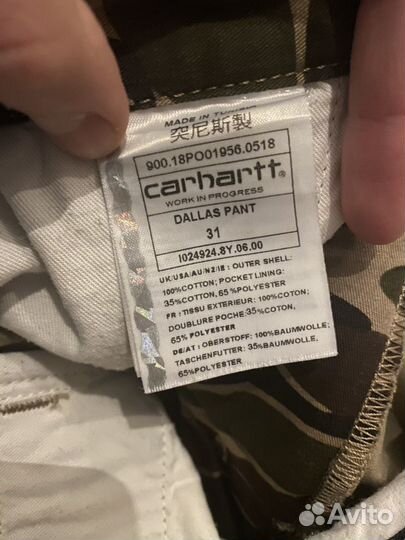 MADE IN TUNISIA
突尼斯製
900.18PO01956.0518
carhartt®
WORK IN PROGRESS
DALLAS PANT
31
I024924.8Y.06.00
UK:USA/AU/NZ/IE: OUTER SHELL:
100%COTTON; POCKET LINING:
35%COTON, 65%POLYESTER
FR: TISSU EXTERIEUR: 100%COTON;
DOUBLURE POCHE:35%COTON,
65% POLYESTER
DE/AT: OBERSTOFF: 100%BAUMWOLLE;
TASCHENFUTTER: 35%BAUMWOLLE,
65%POLYESTER
Avito